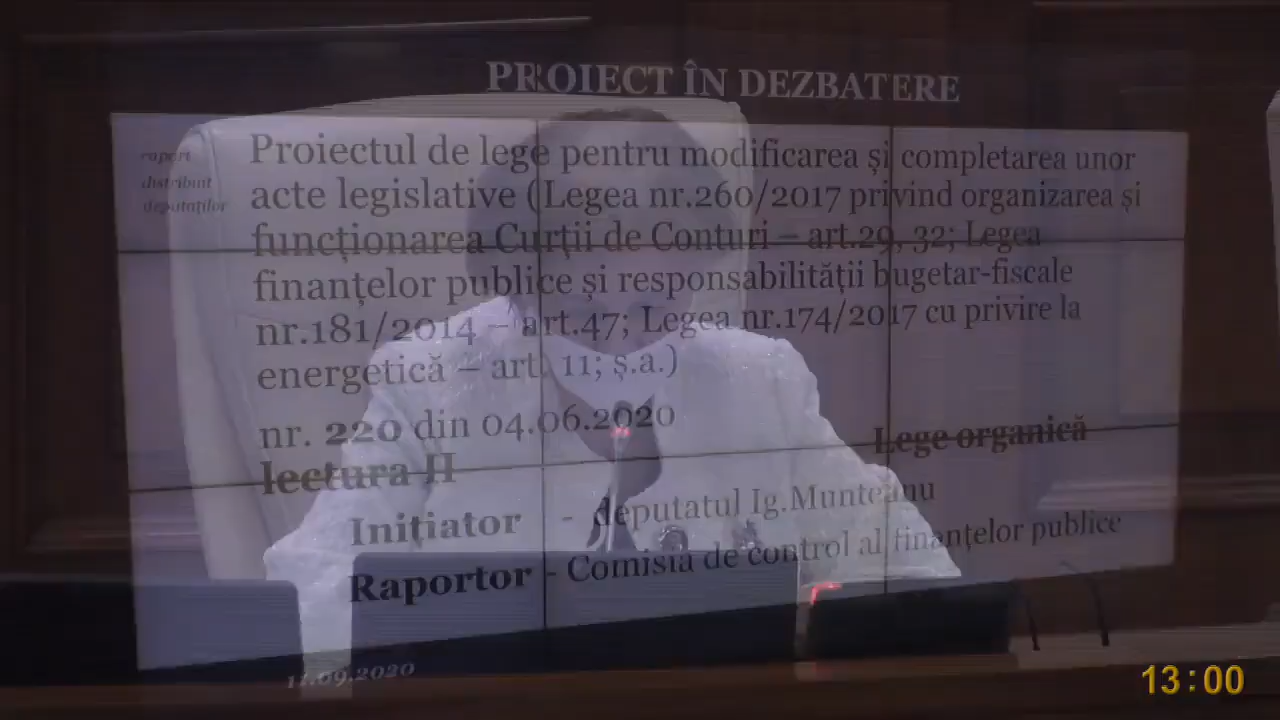 PROIECT ÎN DEZBATERE
raport
distribuit
deputaților
Proiectul de lege pentru modificarea și completarea unor
acte legislative (Legea nr.260/2017 privind organizarea și
funcționarea Curții de Conturi – art.29, 32; Legea
finanțelor publice și responsabilității bugetar-fiscale
nr.181/2014 – art.47; Legea nr.174/2017 cu privire la
energetică – art. 11; ș.a.)
nr. 220 din 04.06.2020
Lege organică
lectura II
Inițiator - deputatul Ig.Munteanu
Raportor - Comisia de control al finanțelor publice
11.09.2020
13:00